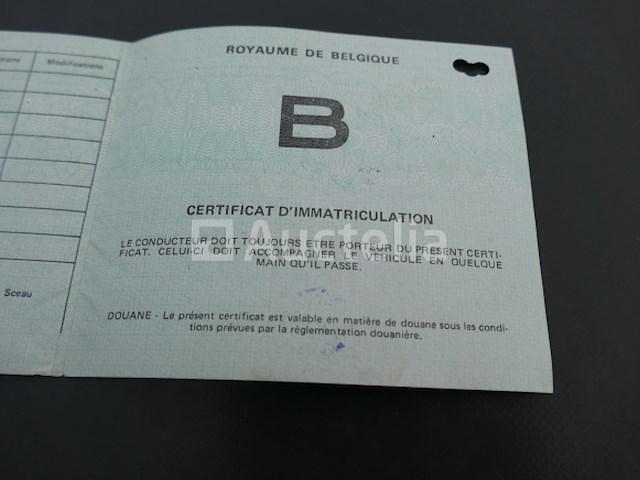 Modifications
Sceau
ROYAUME DE BELGIQUE
B
CERTIFICAT D'IMMATRICULATION
LE CONDUCTEUR DOIT TOUJOURS ETRE PORTEUR DU PRESENT CERTI-
FICAT. CELUI-CI DOIT ACCOMPAGNER LE VEHICULE EN QUELQUE
MAIN QU'IL PASSE.
DOUANE - Le présent certificat est valable en matière de douane sous les condi-
tions prévues par la réglementation douanière.
Auctelia